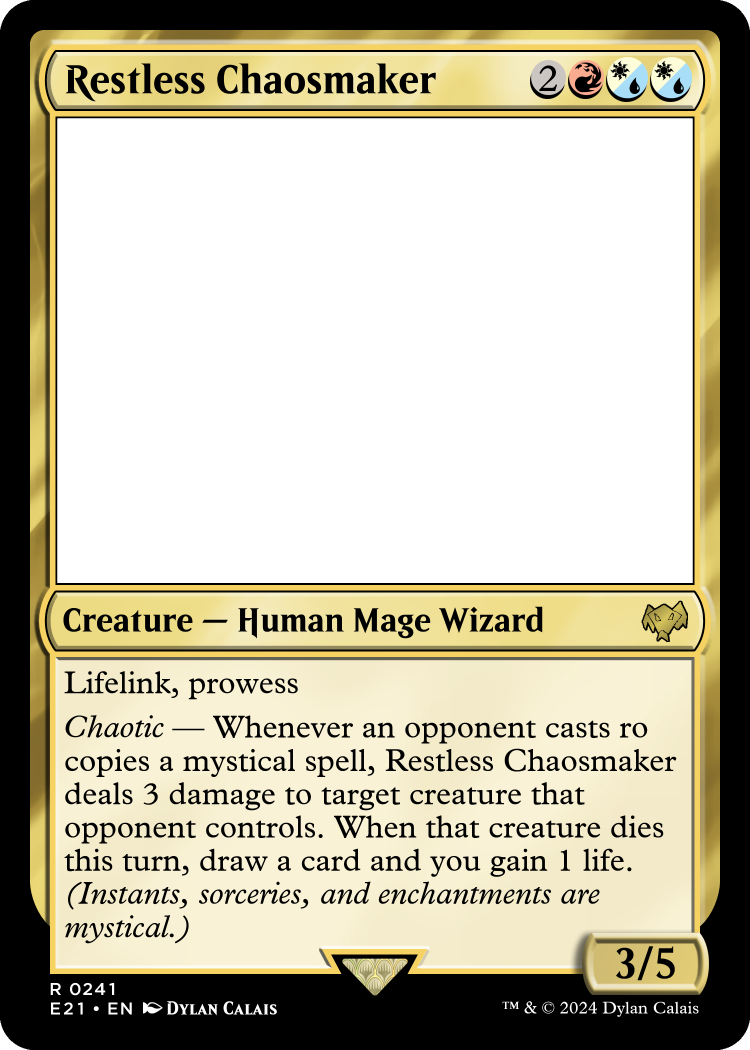 Restless Chaosmaker 2
Creature — Human Mage Wizard
Lifelink, prowess
Chaotic — Whenever an opponent casts ro
copies a mystical spell, Restless Chaosmaker
deals 3 damage to target creature that
opponent controls. When that creature dies
this turn, draw a card and you gain 1 life.
(Instants, sorceries, and enchantments are
mystical.)
3/5
R 0241
E21 • EN Dylan Calais
™ & © 2024 Dylan Calais